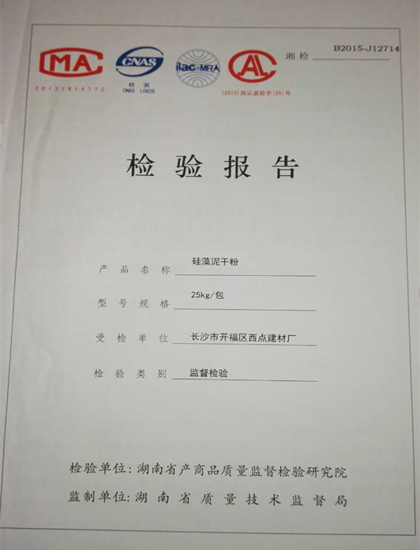 湘检 B2015-J12714
MA
CNAS
ilac-MRA
CAL
检 测
CNAS L0820
检验报告
产品名称 硅藻泥干粉
型号规格 25kg/包
受检单位 长沙市开福区西点建材厂
检验类别 监督检验
检验单位:湖南省产商品质量监督检验研究院
监制单位:湖南省质量技术监督局